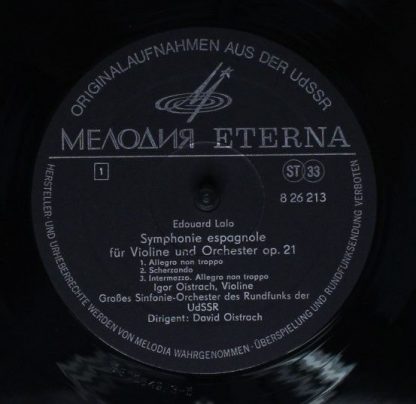 ORIGINALAUFNAHMEN AUS DER UdSSR
МЕЛОДИЯ ETERNA
1
ST 33
8 26 213
Edouard Lalo
Symphonie espagnole
für Violine und Orchester op. 21
1. Allegro non troppo
2. Scherzando
3. Intermezzo. Allegro non troppo
Igor Oistrach, Violine
Großes Sinfonie-Orchester des Rundfunks der
UdSSR
Dirigent: David Oistrach
HERSTELLER- UND URHEBERRECHTE WERDEN VON MELODIA WAHRGENOMMEN - ÜBERSPIELUNG UND RUNDFUNKSENDUNG VERBOTEN